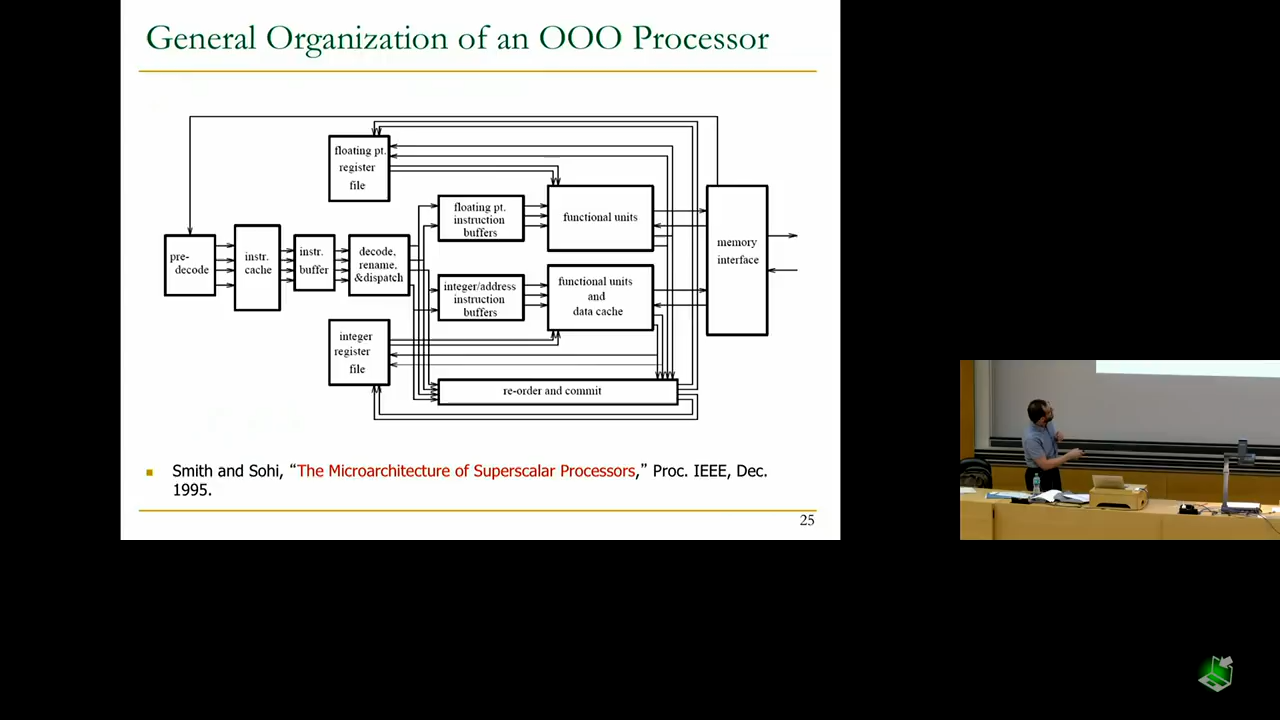 General Organization of an OOO Processor
floating pt.
register
file
floating pt.
instruction
buffers
functional units
memory
interface
pre-
decode
instr.
cache
instr.
buffer
decode,
rename,
&dispatch
integer/address
instruction
buffers
functional units
and
data cache
integer
register
file
re-order and commit
Smith and Sohi, “The Microarchitecture of Superscalar Processors,” Proc. IEEE, Dec.
1995.
25